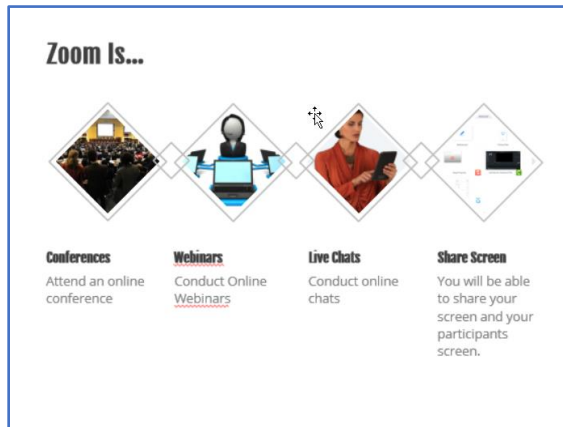 Zoom Is...
Conferences
Attend an online
conference
Webinars
Conduct Online
Webinars
Live Chats
Conduct online
chats
Share Screen
You will be able
to share your
screen and your
participants
screen.